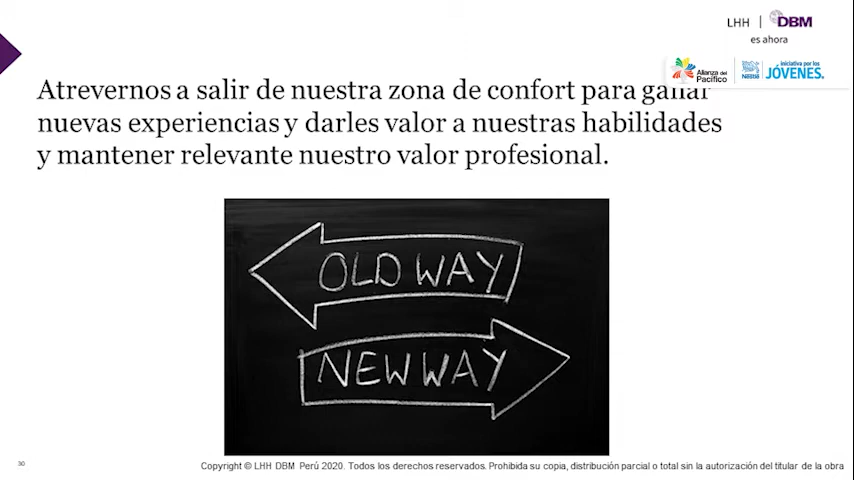 LHH | DBM
es ahora
Alianza del
Pacífico
Nestlé
iniciativa por los
JÓVENES.
Atrevernos a salir de nuestra zona de confort para ganar
nuevas experiencias y darles valor a nuestras habilidades
y mantener relevante nuestro valor profesional.
OLD WAY
NEW WAY
30
Copyright © LHH DBM Perú 2020. Todos los derechos reservados. Prohibida su copia, distribución parcial o total sin la autorización del titular de la obra